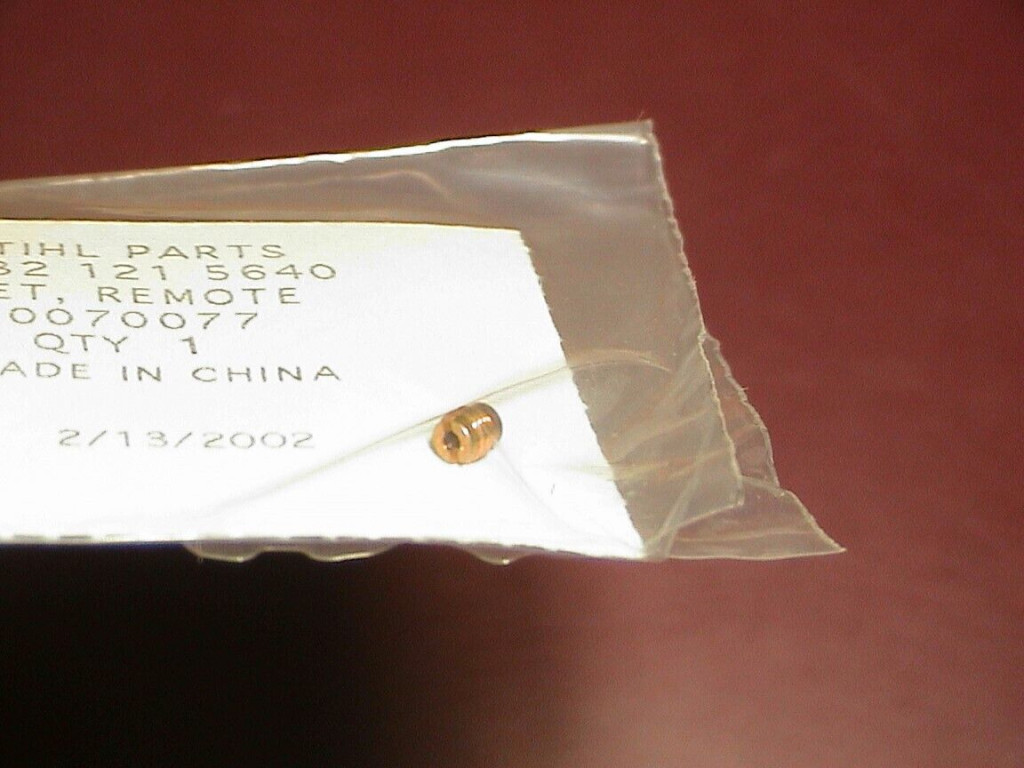 TIHL PARTS
32 121 5640
ET, REMOTE
0070077
QTY 1
ADE IN CHINA
2/13/2002